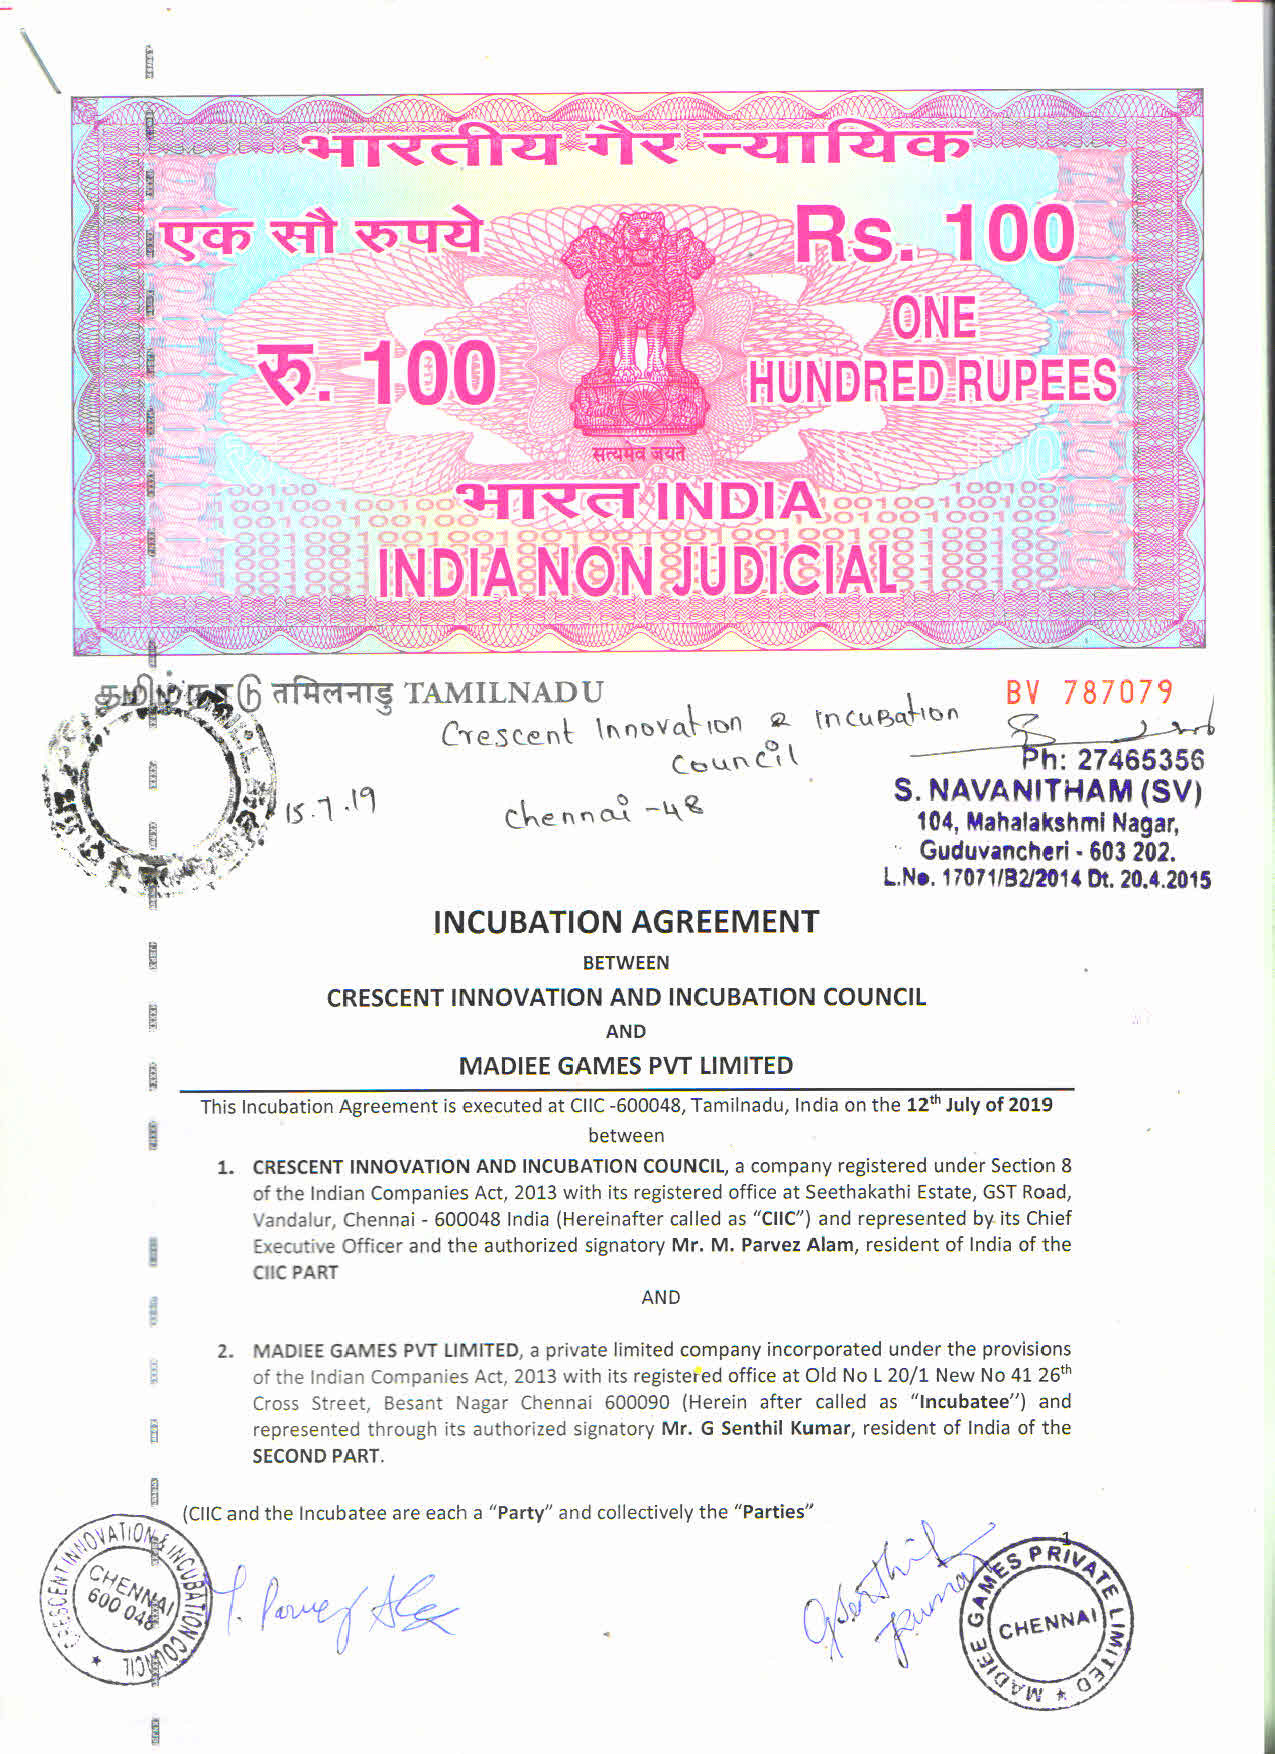 भारतीय गैर न्यायिक
एक सौ रुपये
Rs. 100
रु. 100
ONE
HUNDRED RUPEES
सत्यमेव जयते
भारत INDIA
INDIA NON JUDICIAL
தமிழ்நாடு तमिलनाडु TAMILNADU
BV 787079
Crescent Innovation & Incubation
Council
15.7.19
Chennai -48
Ph: 27465356
S. NAVANITHAM (SV)
104, Mahalakshmi Nagar,
Guduvancheri - 603 202.
L.No. 17071/B2/2014 Dt. 20.4.2015
INCUBATION AGREEMENT
BETWEEN
CRESCENT INNOVATION AND INCUBATION COUNCIL
AND
MADIEE GAMES PVT LIMITED
This Incubation Agreement is executed at CIIC -600048, Tamilnadu, India on the 12th July of 2019
between
1. CRESCENT INNOVATION AND INCUBATION COUNCIL, a company registered under Section 8
of the Indian Companies Act, 2013 with its registered office at Seethakathi Estate, GST Road,
Vandalur, Chennai - 600048 India (Hereinafter called as “CIIC”) and represented by its Chief
Executive Officer and the authorized signatory Mr. M. Parvez Alam, resident of India of the
CIIC PART
AND
2. MADIEE GAMES PVT LIMITED, a private limited company incorporated under the provisions
of the Indian Companies Act, 2013 with its registered office at Old No L 20/1 New No 41 26th
Cross Street, Besant Nagar Chennai 600090 (Herein after called as “Incubatee”) and
represented through its authorized signatory Mr. G Senthil Kumar, resident of India of the
SECOND PART.
(CIIC and the Incubatee are each a “Party” and collectively the “Parties”
1
CRESCENT INNOVATION & INCUBATION COUNCIL
CHENNAI
600 048
Parvez
GSenthil
Kumar
MADIEE GAMES PRIVATE LIMITED
CHENNAI